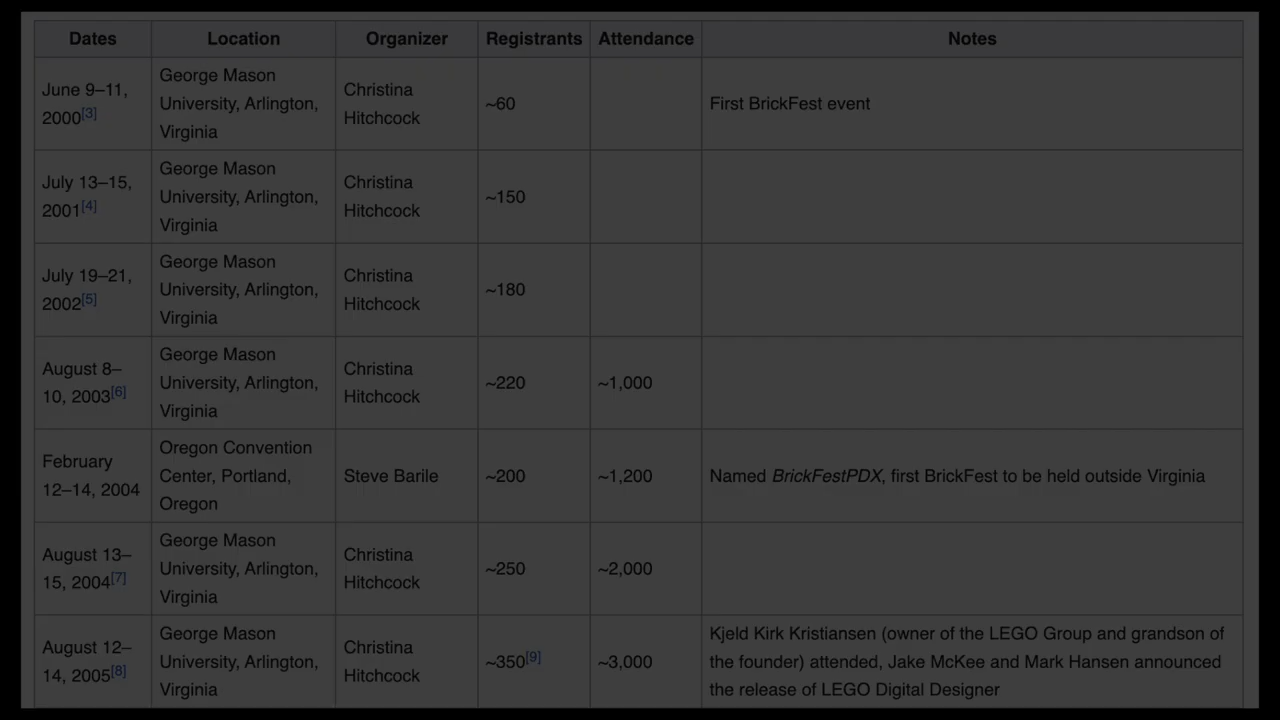 Dates Location Organizer Registrants Attendance Notes
June 9–11,
2000[3]
George Mason
University, Arlington,
Virginia
Christina
Hitchcock
~60
First BrickFest event
July 13–15,
2001[4]
George Mason
University, Arlington,
Virginia
Christina
Hitchcock
~150
July 19–21,
2002[5]
George Mason
University, Arlington,
Virginia
Christina
Hitchcock
~180
August 8–
10, 2003[6]
George Mason
University, Arlington,
Virginia
Christina
Hitchcock
~220
~1,000
February
12–14, 2004
Oregon Convention
Center, Portland,
Oregon
Steve Barile
~200
~1,200
Named BrickFestPDX, first BrickFest to be held outside Virginia
August 13–
15, 2004[7]
George Mason
University, Arlington,
Virginia
Christina
Hitchcock
~250
~2,000
August 12–
14, 2005[8]
George Mason
University, Arlington,
Virginia
Christina
Hitchcock
~350[9]
~3,000
Kjeld Kirk Kristiansen (owner of the LEGO Group and grandson of
the founder) attended, Jake McKee and Mark Hansen announced
the release of LEGO Digital Designer